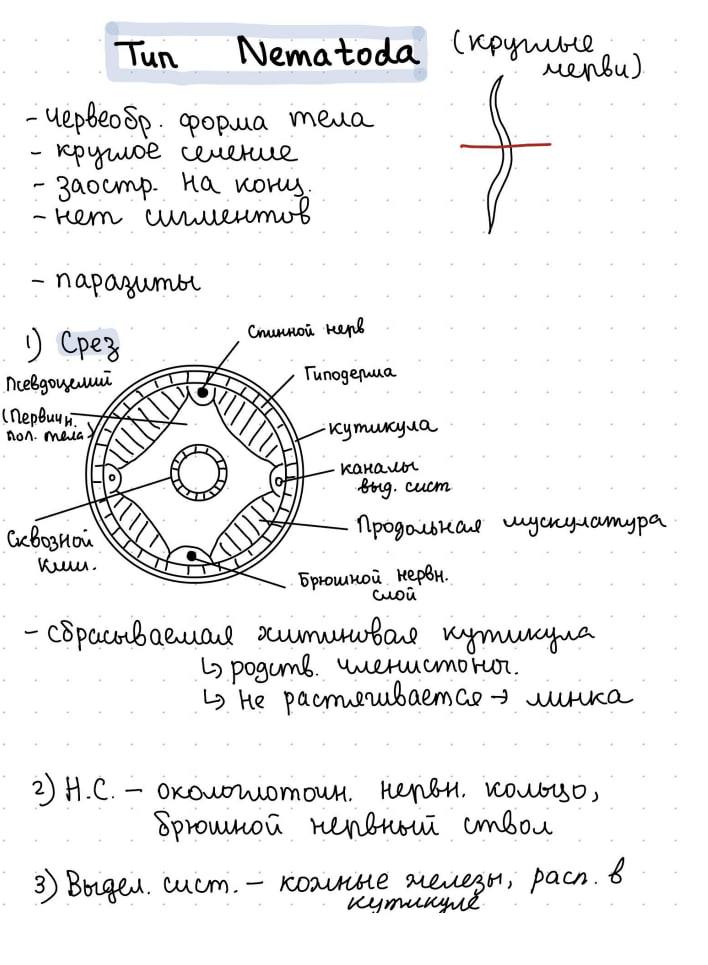 Тип Nematoda (круглые
черви)
- червеобр. форма тела
- круглое сечение
- заостр. на конц.
- нет сигментов
- паразиты
1) Срез
Спинной нерв
Псевдоцелий
(Первичн.
пол. тела)
Гиподерма
кутикула
каналы
выд. сист
Продольная мускулатура
Сквозной
киш.
Брюшной нервн.
слой
- сбрасываемая хитиновая кутикула
↳ родств. членистоног.
↳ не растягивается → линка
2) Н.С. – окологлоточн. нервн. кольцо,
брюшной нервный ствол
3) Выдел. сист. – кожные железы, расп. в
кутикуле